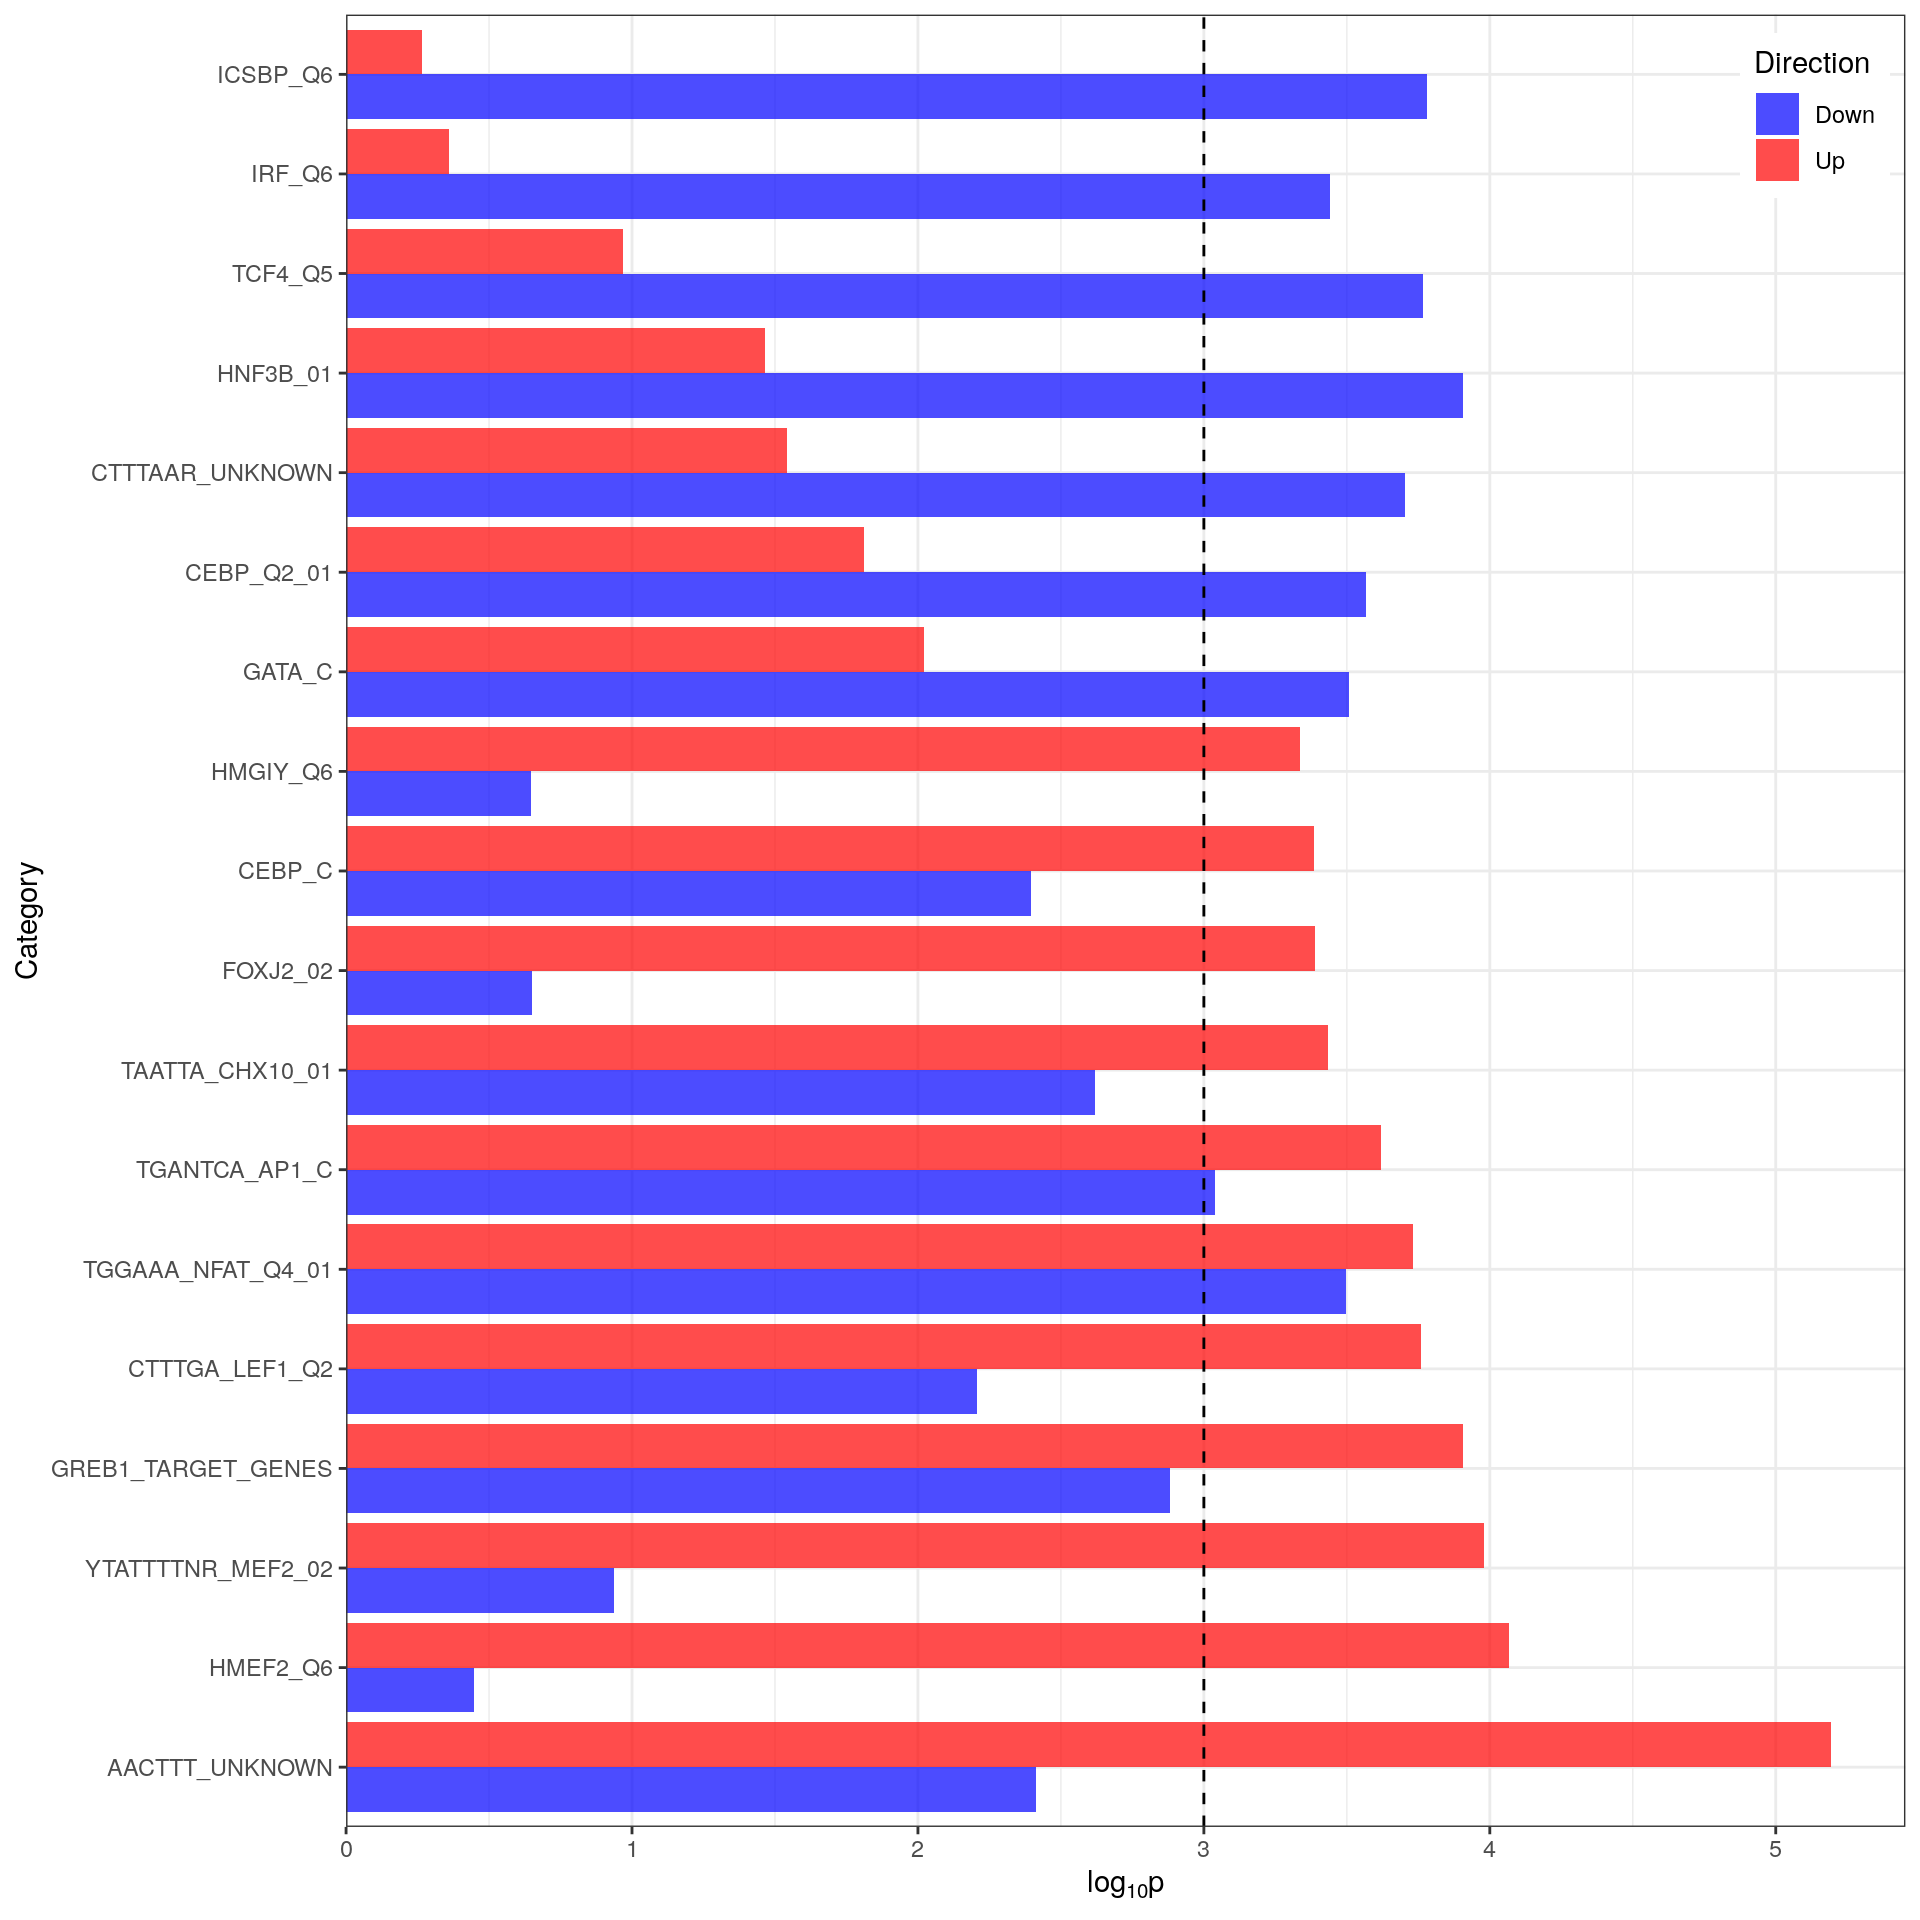 Direction
Down
Up
ICSBP_Q6
IRF_Q6
TCF4_Q5
HNF3B_01
CTTTAAR_UNKNOWN
CEBP_Q2_01
GATA_C
HMGIY_Q6
CEBP_C
FOXJ2_02
TAATTA_CHX10_01
TGANTCA_AP1_C
TGGAAA_NFAT_Q4_01
CTTTGA_LEF1_Q2
GREB1_TARGET_GENES
YTATTTTNR_MEF2_02
HMEF2_Q6
AACTTT_UNKNOWN
Category
0 1 2 3 4 5
log₁₀p